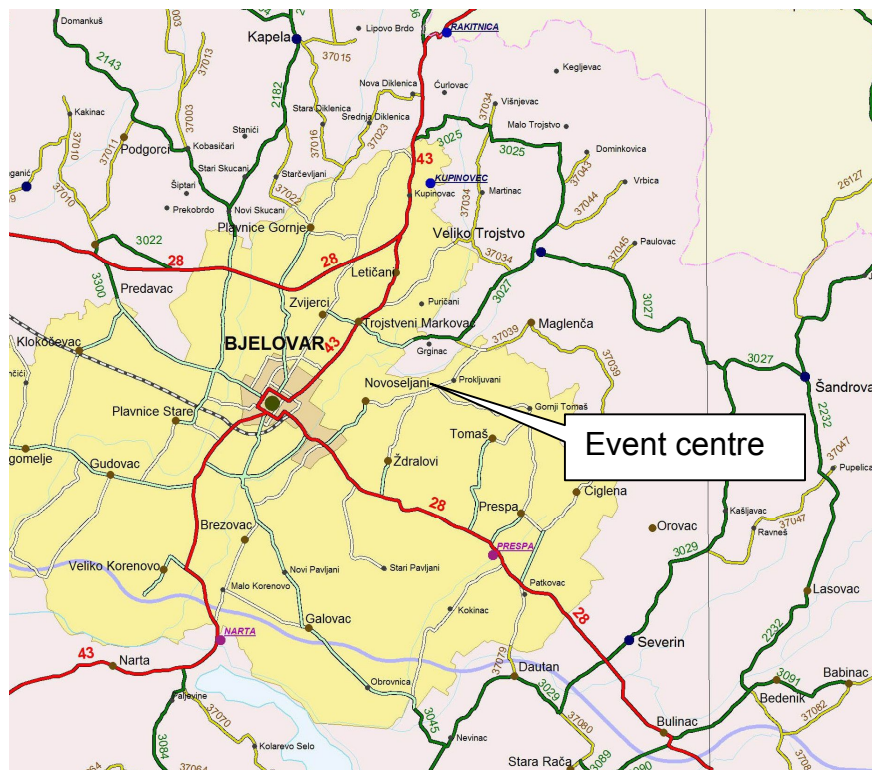 Domankuš
2182
RAKITNICA
Lipovo Brdo
Kapela
2143
37013
37015
Kegljevac
Nova Diklenica
Ćurlovac
37003
2182
Stara Diklenica
37034
Višnjevac
Kakinac
Srednja Diklenica
Malo Trojstvo
37010
37011
Stanići
37016
37023
3025
Podgorci
Kobasičari
3025
Dominkovica
43
37043
Stari Skucani
Starčevljani
KUPINOVEC
Vrbica
26127
Šiptari
37022
37010
Kupinovac
37034
Martinac
37044
Prekobrdo
Novi Skucani
Plavnice Gornje
Veliko Trojstvo
Paulovac
3022
37045
28
28
37034
Letičani
3300
Predavac
Zvijerci
Puričani
3027
3027
Trojstveni Markovac
37039
Maglenča
Klokočevac
BJELOVAR
43
Grginac
3027
37039
Novoseljani
Prokljuvani
Šandrova
Plavnice Stare
Gornji Tomaš
2232
Event centre
Tomaš
37047
Gudovac
Ždralovi
Pupelica
Ciglena
28
Prespa
Kašljavac
37047
Brezovac
Orovac
Ravneš
PRESPA
3029
Veliko Korenovo
Novi Pavljani
Stari Pavljani
Malo Korenovo
Patkovac
Lasovac
Kokinac
28
Galovac
NARTA
Severin
2232
43
Narta
37079
Dautan
3091
Babinac
Obrovnica
3029
Bedenik
37082
37070
3045
37080
Bulinac
3084
Kolarevo Selo
Nevinac
Stara Rača
3089